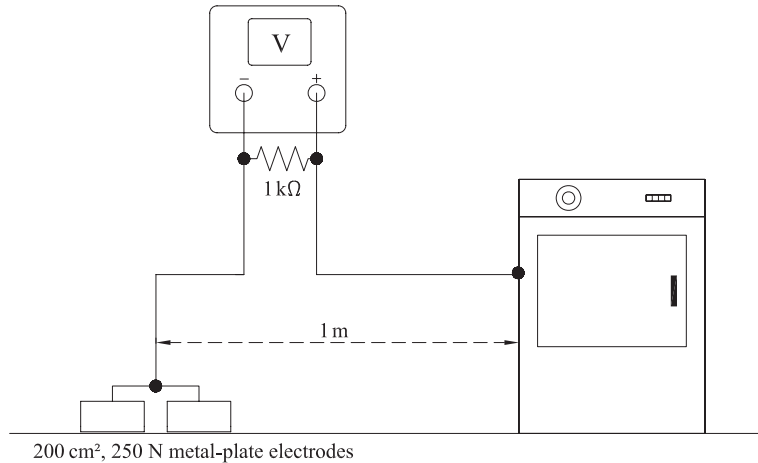 V
− +
1 kΩ
1 m
200 cm², 250 N metal-plate electrodes